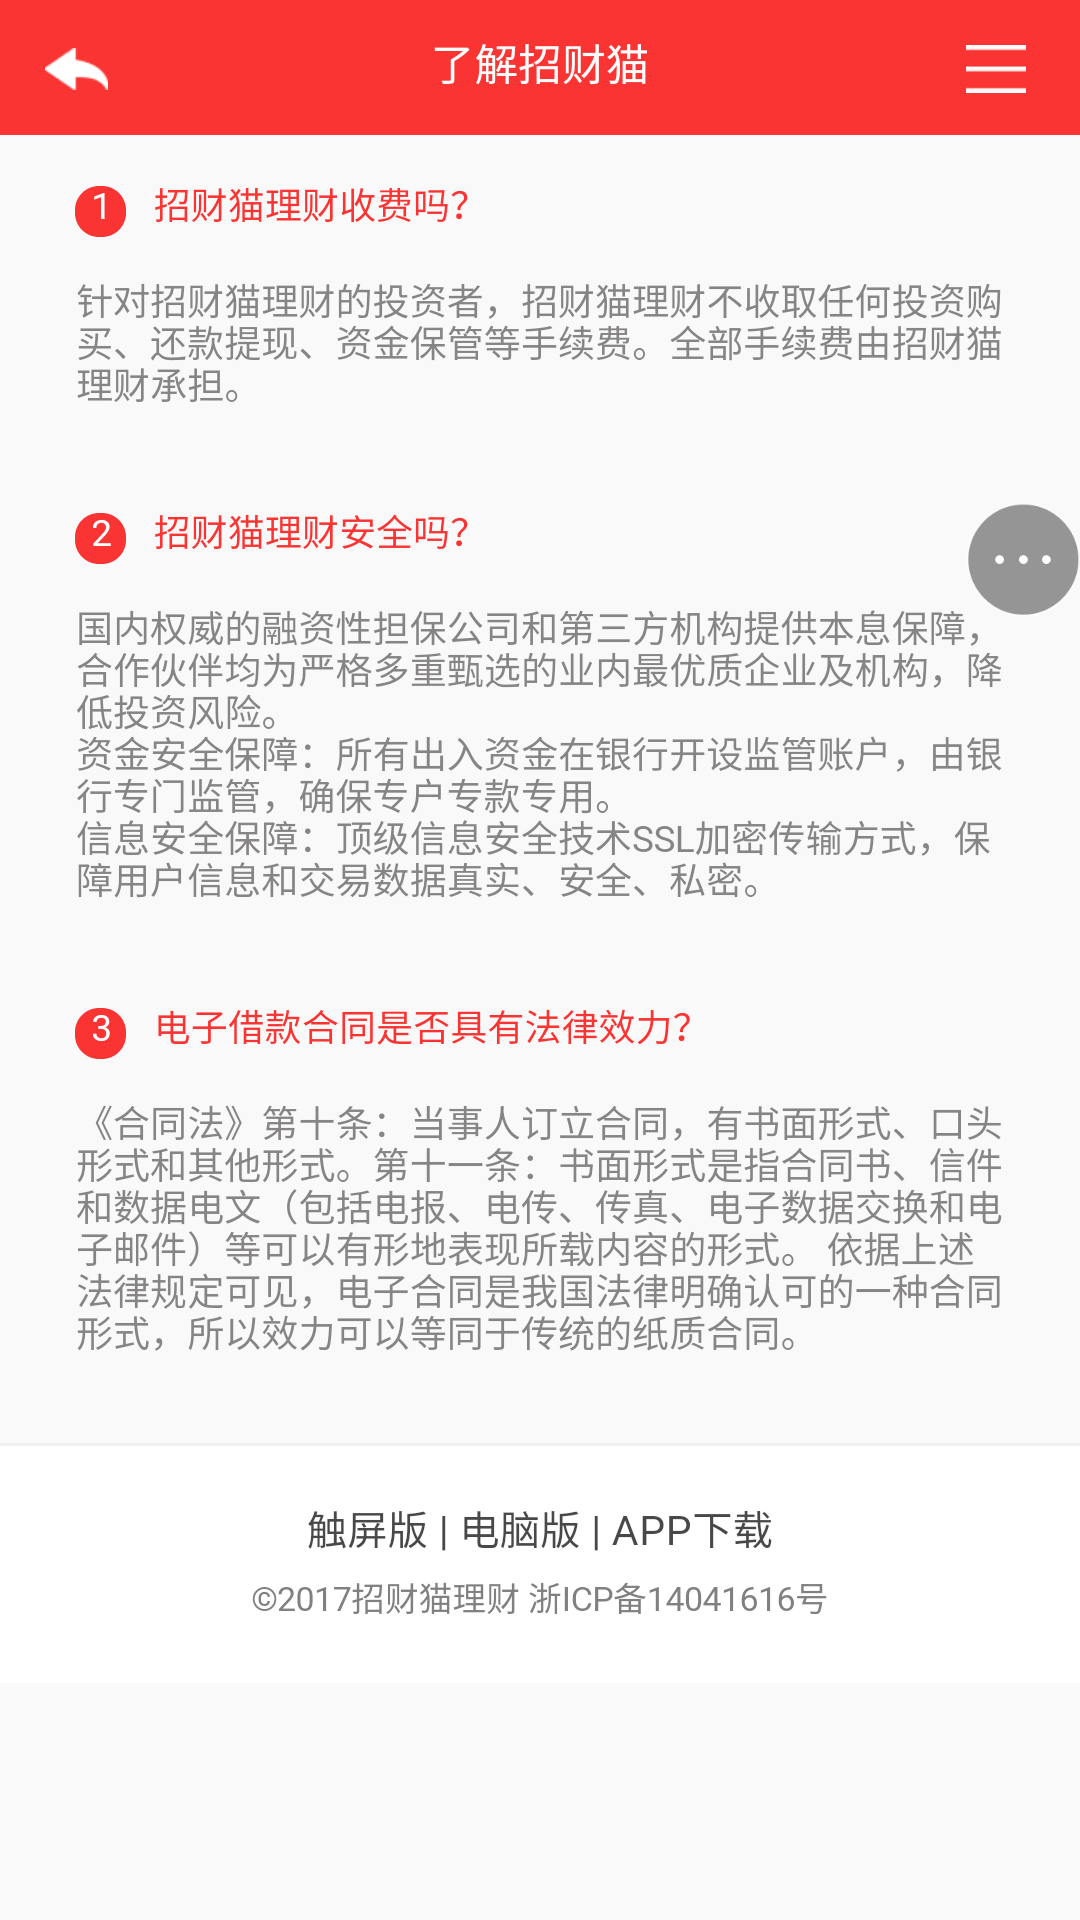 了解招财猫
1 招财猫理财收费吗？
针对招财猫理财的投资者，招财猫理财不收取任何投资购
买、还款提现、资金保管等手续费。全部手续费由招财猫
理财承担。
2 招财猫理财安全吗？
国内权威的融资性担保公司和第三方机构提供本息保障，
合作伙伴均为严格多重甄选的业内最优质企业及机构，降
低投资风险。
资金安全保障：所有出入资金在银行开设监管账户，由银
行专门监管，确保专户专款专用。
信息安全保障：顶级信息安全技术SSL加密传输方式，保
障用户信息和交易数据真实、安全、私密。
3 电子借款合同是否具有法律效力？
《合同法》第十条：当事人订立合同，有书面形式、口头
形式和其他形式。第十一条：书面形式是指合同书、信件
和数据电文（包括电报、电传、传真、电子数据交换和电
子邮件）等可以有形地表现所载内容的形式。 依据上述
法律规定可见，电子合同是我国法律明确认可的一种合同
形式，所以效力可以等同于传统的纸质合同。
触屏版 | 电脑版 | APP下载
©2017招财猫理财 浙ICP备14041616号